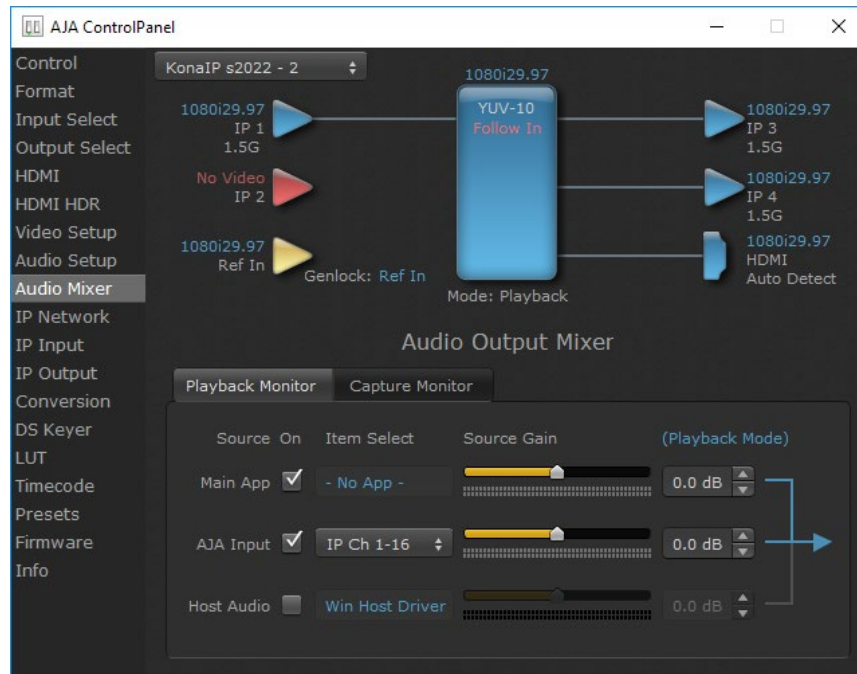 AJA ControlPanel
Control
Format
Input Select
Output Select
HDMI
HDMI HDR
Video Setup
Audio Setup
Audio Mixer
IP Network
IP Input
IP Output
Conversion
DS Keyer
LUT
Timecode
Presets
Firmware
Info
KonaIP s2022 - 2
1080i29.97
IP 1
1.5G
No Video
IP 2
1080i29.97
Ref In
Genlock: Ref In
1080i29.97
YUV-10
Follow In
Mode: Playback
1080i29.97
IP 3
1.5G
1080i29.97
IP 4
1.5G
1080i29.97
HDMI
Auto Detect
Audio Output Mixer
Playback Monitor Capture Monitor
Source On Item Select Source Gain (Playback Mode)
Main App - No App - 0.0 dB
AJA Input IP Ch 1-16 0.0 dB
Host Audio Win Host Driver 0.0 dB